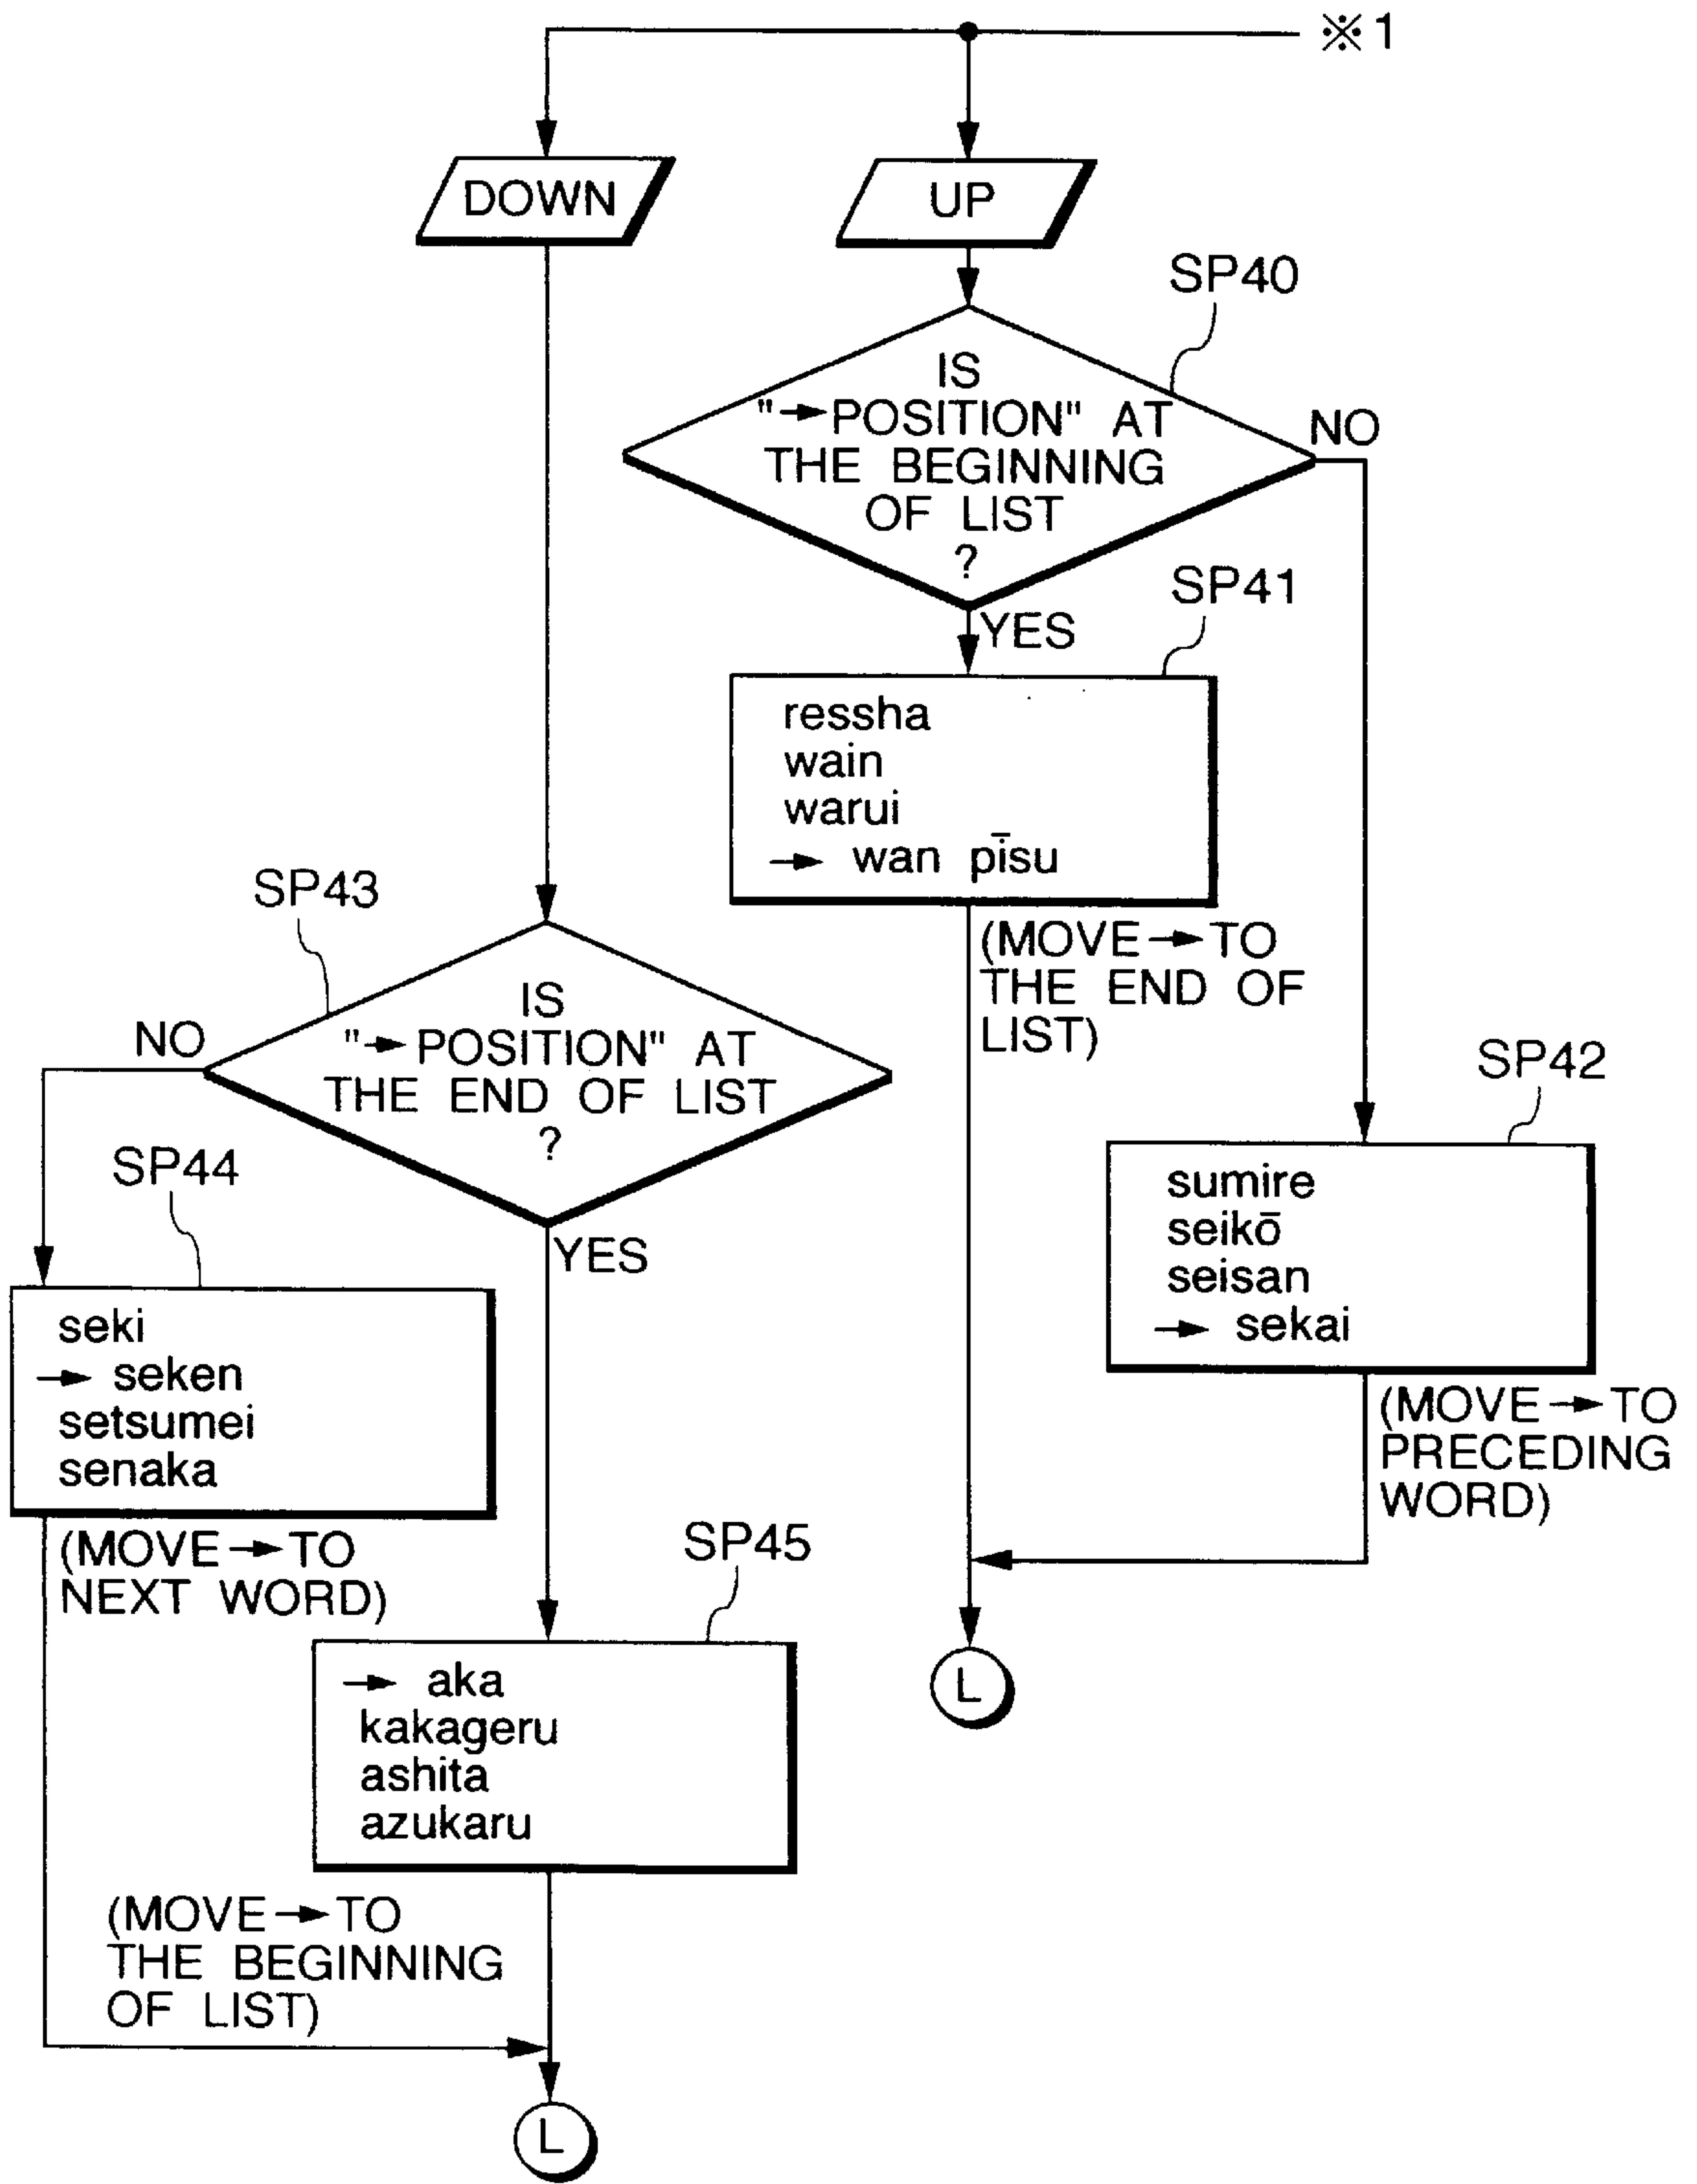 ※1
DOWN
UP
SP40
IS
"→POSITION" AT
THE BEGINNING
OF LIST
?
NO
YES
SP41
ressha
wain
warui
→ wan pīsu
(MOVE→TO
THE END OF
LIST)
SP42
sumire
seikō
seisan
→ sekai
(MOVE→TO
PRECEDING
WORD)
L
SP43
IS
"→ POSITION" AT
THE END OF LIST
?
NO
YES
SP44
seki
→ seken
setsumei
senaka
(MOVE→TO
NEXT WORD)
SP45
→ aka
kakageru
ashita
azukaru
(MOVE→TO
THE BEGINNING
OF LIST)
L